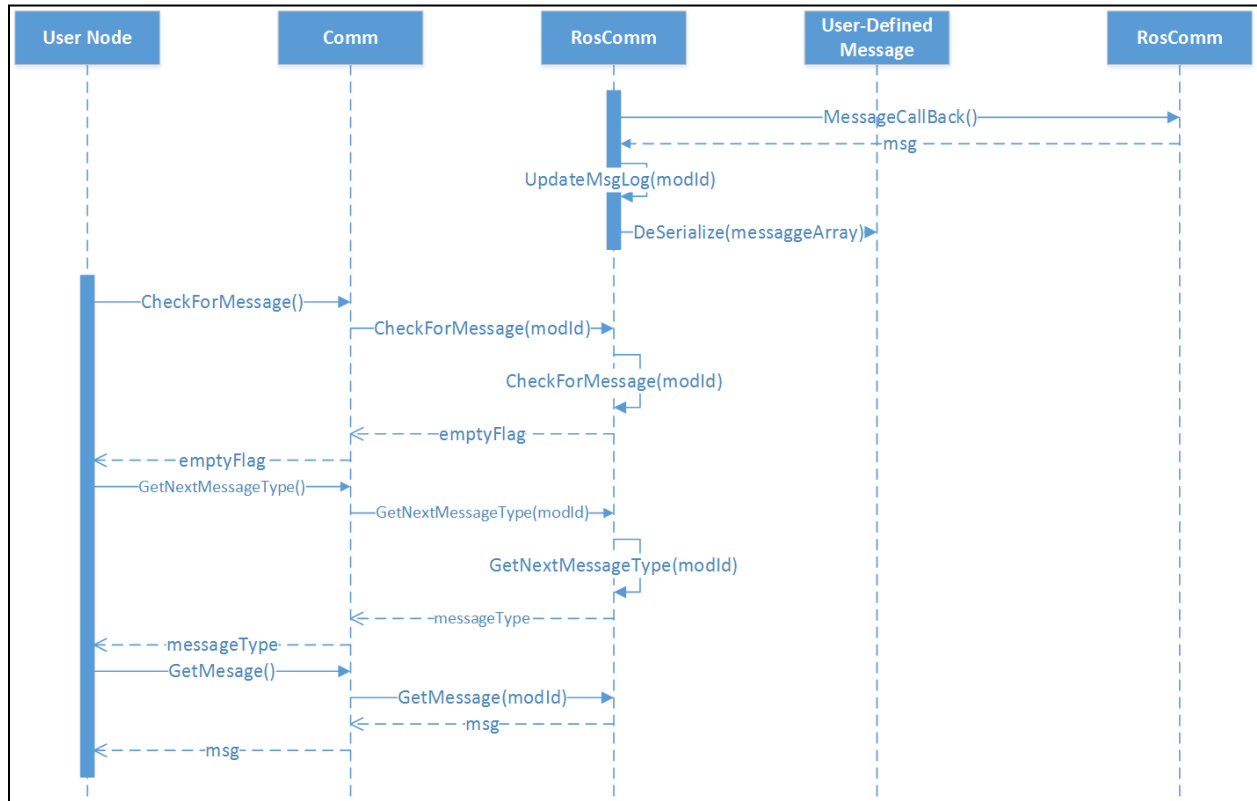 User Node
Comm
RosComm
User-Defined
Message
RosComm
MessageCallBack()
msg
UpdateMsgLog(modId)
DeSerialize(messaggeArray)
CheckForMessage()
CheckForMessage(modId)
CheckForMessage(modId)
emptyFlag
emptyFlag
GetNextMessageType()
GetNextMessageType(modId)
GetNextMessageType(modId)
messageType
messageType
GetMesage()
GetMessage(modId)
msg
msg